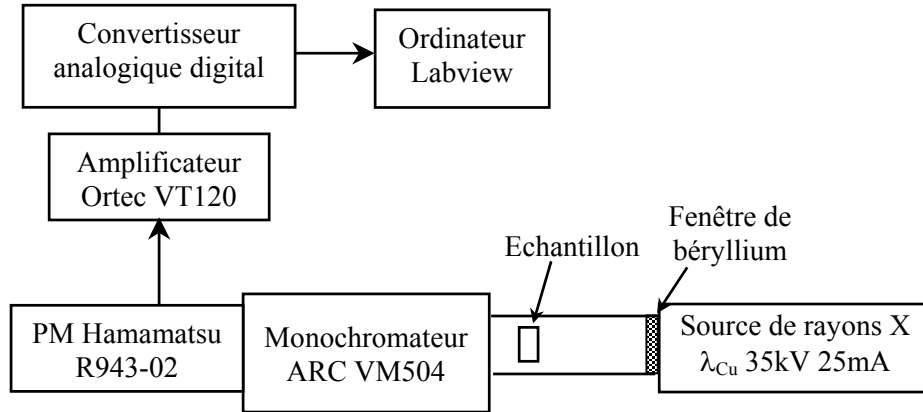 Convertisseur
analogique digital
Ordinateur
Labview
Amplificateur
Ortec VT120
Echantillon
Fenêtre de
béryllium
PM Hamamatsu
R943-02
Monochromateur
ARC VM504
Source de rayons X
λCu 35kV 25mA